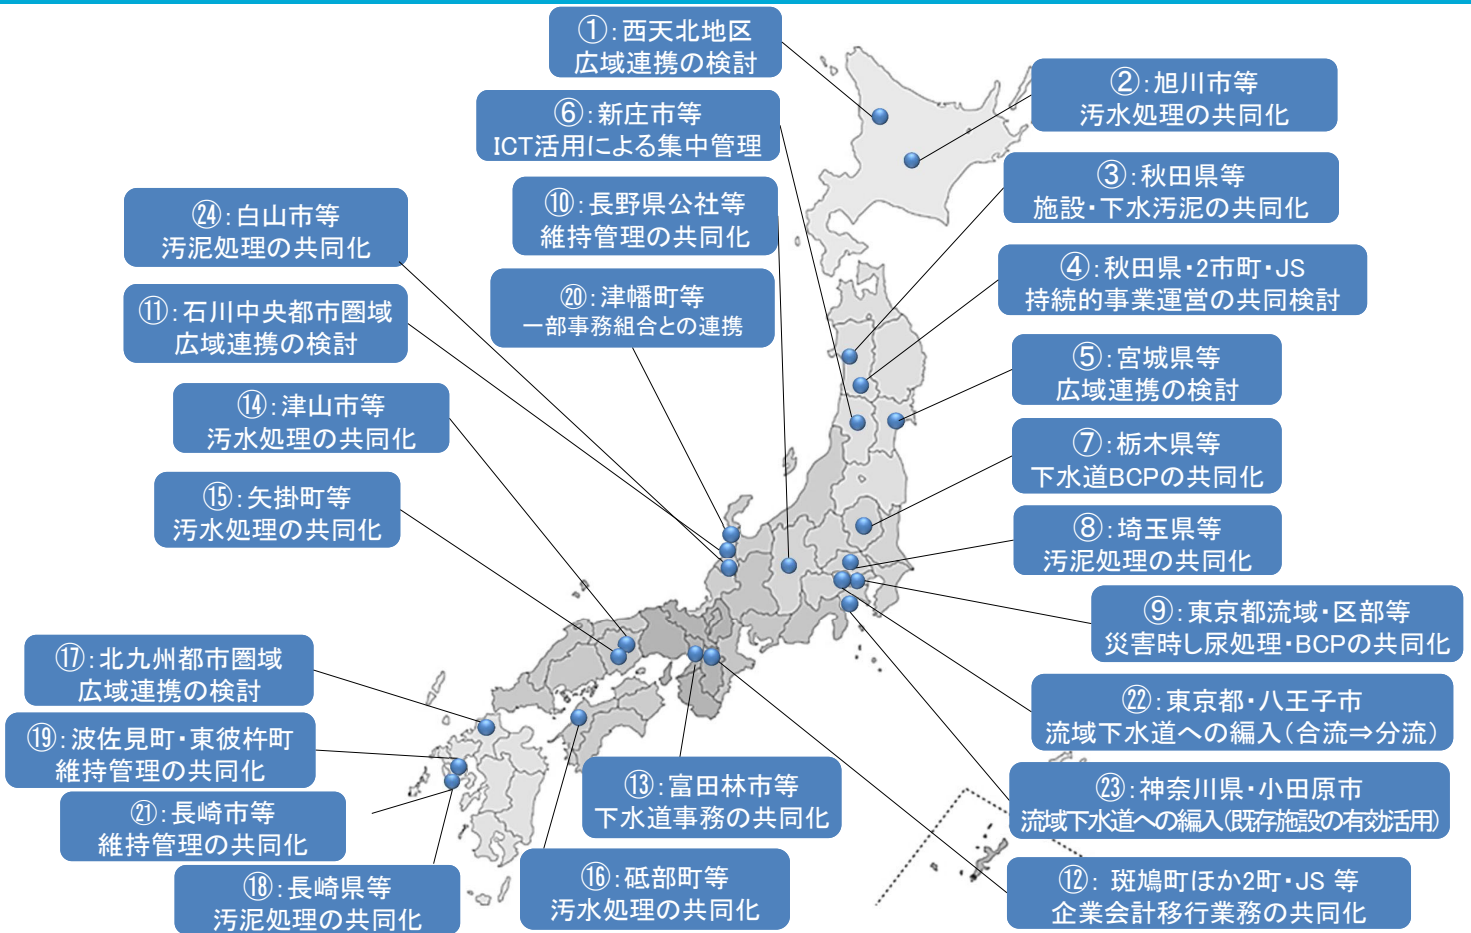 ①:西天北地区
広域連携の検討
②:旭川市等
汚水処理の共同化
⑥:新庄市等
ICT活用による集中管理
③:秋田県等
施設・下水汚泥の共同化
⑩:長野県公社等
維持管理の共同化
㉔:白山市等
汚泥処理の共同化
④:秋田県・2市町・JS
持続的事業運営の共同検討
⑳:津幡町等
一部事務組合との連携
⑪:石川中央都市圏域
広域連携の検討
⑤:宮城県等
広域連携の検討
⑭:津山市等
汚水処理の共同化
⑦:栃木県等
下水道BCPの共同化
⑮:矢掛町等
汚水処理の共同化
⑧:埼玉県等
汚泥処理の共同化
⑨:東京都流域・区部等
災害時し尿処理・BCPの共同化
⑰:北九州都市圏域
広域連携の検討
㉒:東京都・八王子市
流域下水道への編入(合流⇒分流)
⑲:波佐見町・東彼杵町
維持管理の共同化
⑬:富田林市等
下水道事務の共同化
㉓:神奈川県・小田原市
流域下水道への編入(既存施設の有効活用)
㉑:長崎市等
維持管理の共同化
⑱:長崎県等
汚泥処理の共同化
⑯:砥部町等
汚水処理の共同化
⑫: 斑鳩町ほか2町・JS 等
企業会計移行業務の共同化